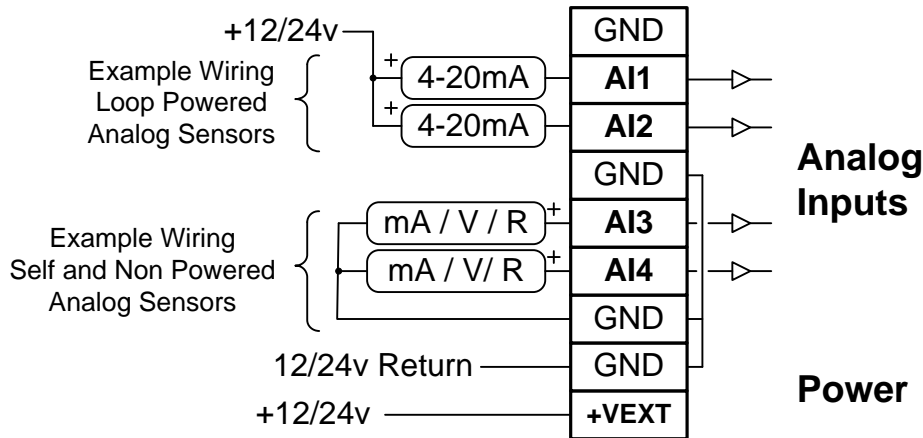 +12/24v
GND
Example Wiring
Loop Powered
Analog Sensors
+ 4-20mA
AI1
+ 4-20mA
AI2
GND
Analog
Inputs
Example Wiring
Self and Non Powered
Analog Sensors
mA / V / R +
AI3
mA / V/ R +
AI4
GND
12/24v Return
GND
Power
+12/24v
+VEXT